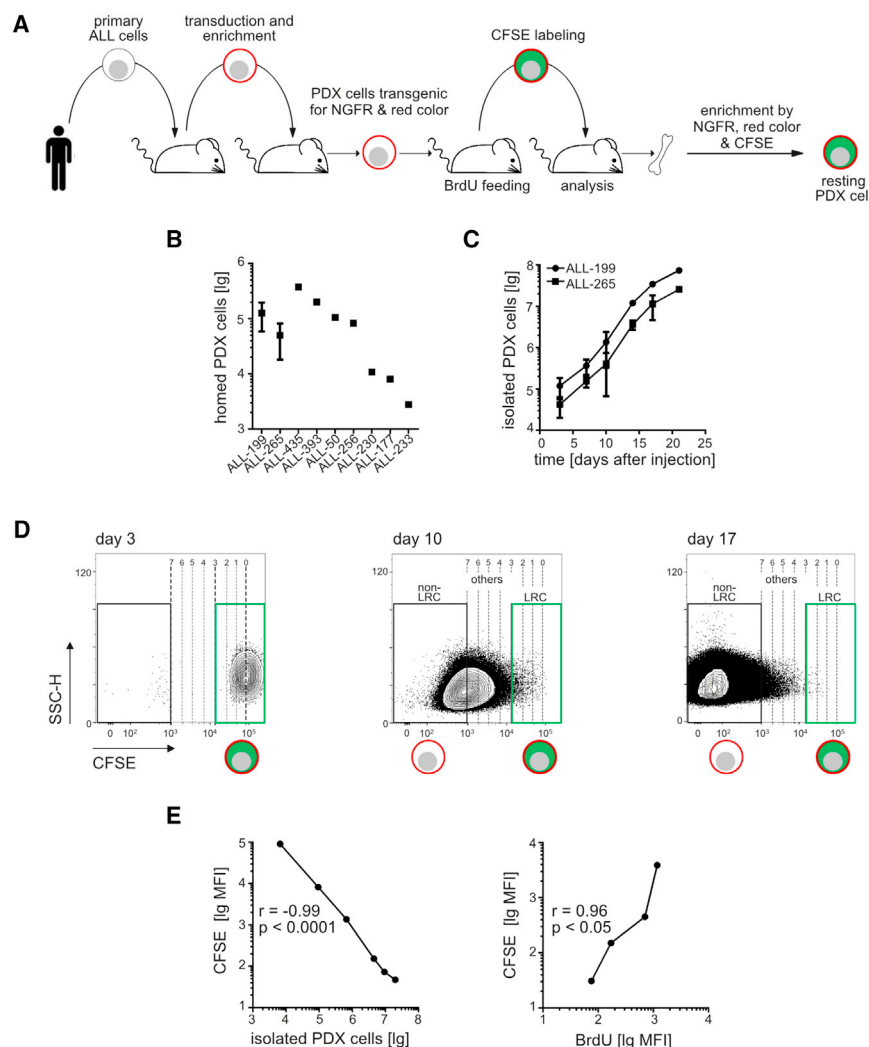 A
primary
ALL cells
transduction and
enrichment
PDX cells transgenic
for NGFR & red color
CFSE labeling
BrdU feeding
analysis
enrichment by
NGFR, red color
& CFSE
resting
PDX cel
B
homed PDX cells [lg]
6
5
4
3
ALL-199
ALL-265
ALL-435
ALL-393
ALL-50
ALL-256
ALL-230
ALL-177
ALL-233
C
ALL-199
ALL-265
isolated PDX cells [lg]
8
7
6
5
4
0 5 10 15 20 25
time [days after injection]
D
day 3
7 6 5 4 3 2 1 0
120
0
0 10² 10³ 10⁴ 10⁵
SSC-H
CFSE
day 10
7 6 5 4 3 2 1 0
others
non-
LRC
LRC
120
0
0 10² 10³ 10⁴ 10⁵
day 17
7 6 5 4 3 2 1 0
others
non-
LRC
LRC
120
0
0 10² 10³ 10⁴ 10⁵
E
CFSE [lg MFI]
5
4
3
2
1
r = -0.99
p < 0.0001
3 4 5 6 7 8
isolated PDX cells [lg]
CFSE [lg MFI]
4
3
2
1
r = 0.96
p < 0.05
1 2 3 4
BrdU [lg MFI]